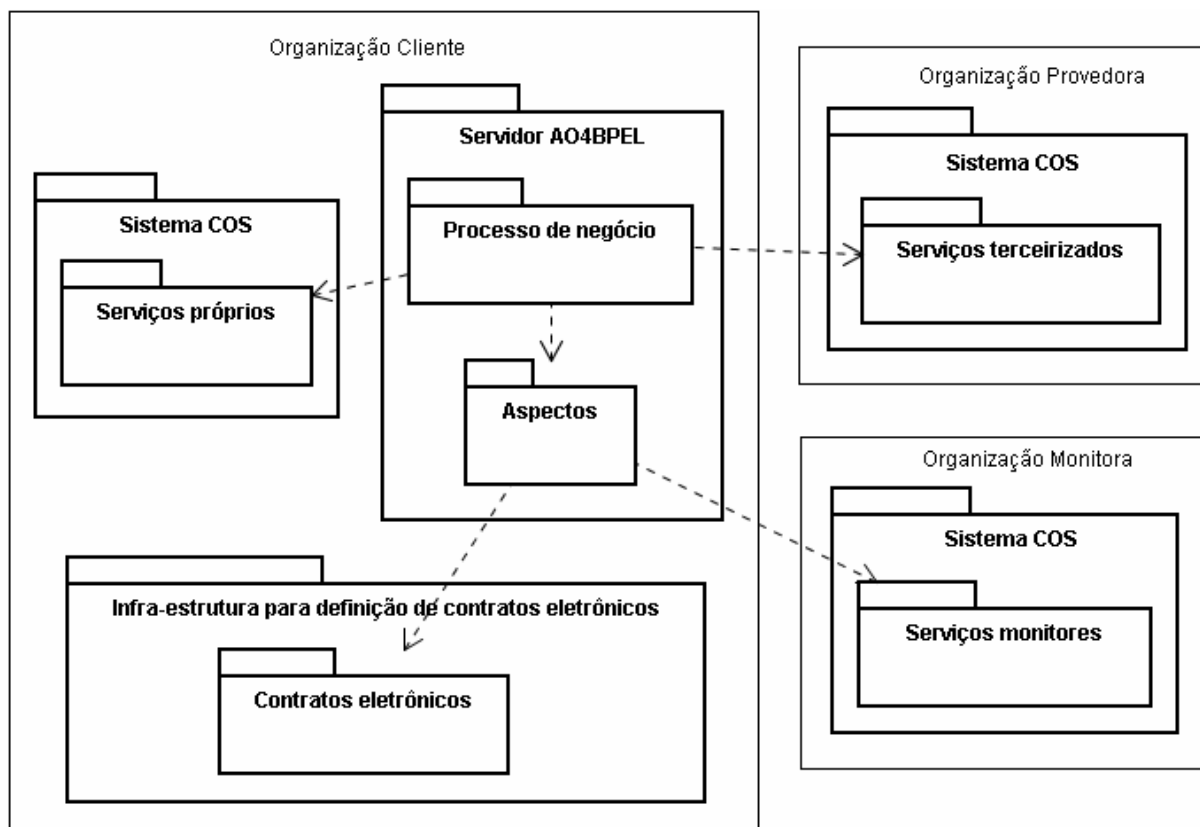 Organização Cliente
Organização Provedora
Servidor AO4BPEL
Sistema COS
Sistema COS
Processo de negócio
Serviços terceirizados
Serviços próprios
Aspectos
Organização Monitora
Sistema COS
Infra-estrutura para definição de contratos eletrônicos
Serviços monitores
Contratos eletrônicos